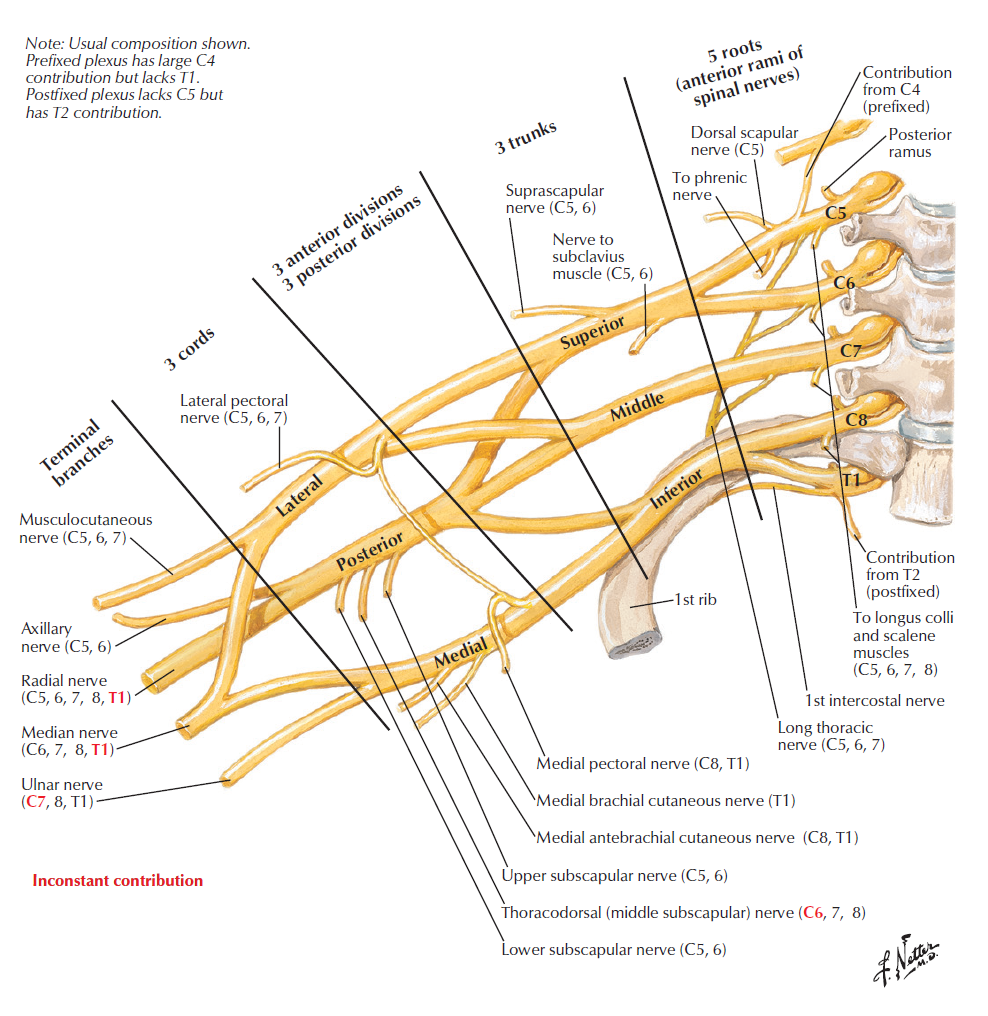 Note: Usual composition shown.
Prefixed plexus has large C4
contribution but lacks T1.
Postfixed plexus lacks C5 but
has T2 contribution.
5 roots
(anterior rami of
spinal nerves)
3 trunks
3 anterior divisions
3 posterior divisions
3 cords
Terminal
branches
Contribution
from C4
(prefixed)
Posterior
ramus
Dorsal scapular
nerve (C5)
To phrenic
nerve
Suprascapular
nerve (C5, 6)
Nerve to
subclavius
muscle (C5, 6)
C5
C6
C7
C8
T1
Superior
Middle
Inferior
Lateral pectoral
nerve (C5, 6, 7)
Lateral
Posterior
Medial
Musculocutaneous
nerve (C5, 6, 7)
Axillary
nerve (C5, 6)
Radial nerve
(C5, 6, 7, 8, T1)
Median nerve
(C6, 7, 8, T1)
Ulnar nerve
(C7, 8, T1)
1st rib
Contribution
from T2
(postfixed)
To longus colli
and scalene
muscles
(C5, 6, 7, 8)
1st intercostal nerve
Long thoracic
nerve (C5, 6, 7)
Medial pectoral nerve (C8, T1)
Medial brachial cutaneous nerve (T1)
Medial antebrachial cutaneous nerve (C8, T1)
Upper subscapular nerve (C5, 6)
Thoracodorsal (middle subscapular) nerve (C6, 7, 8)
Lower subscapular nerve (C5, 6)
Inconstant contribution
F. Netter
M.D.